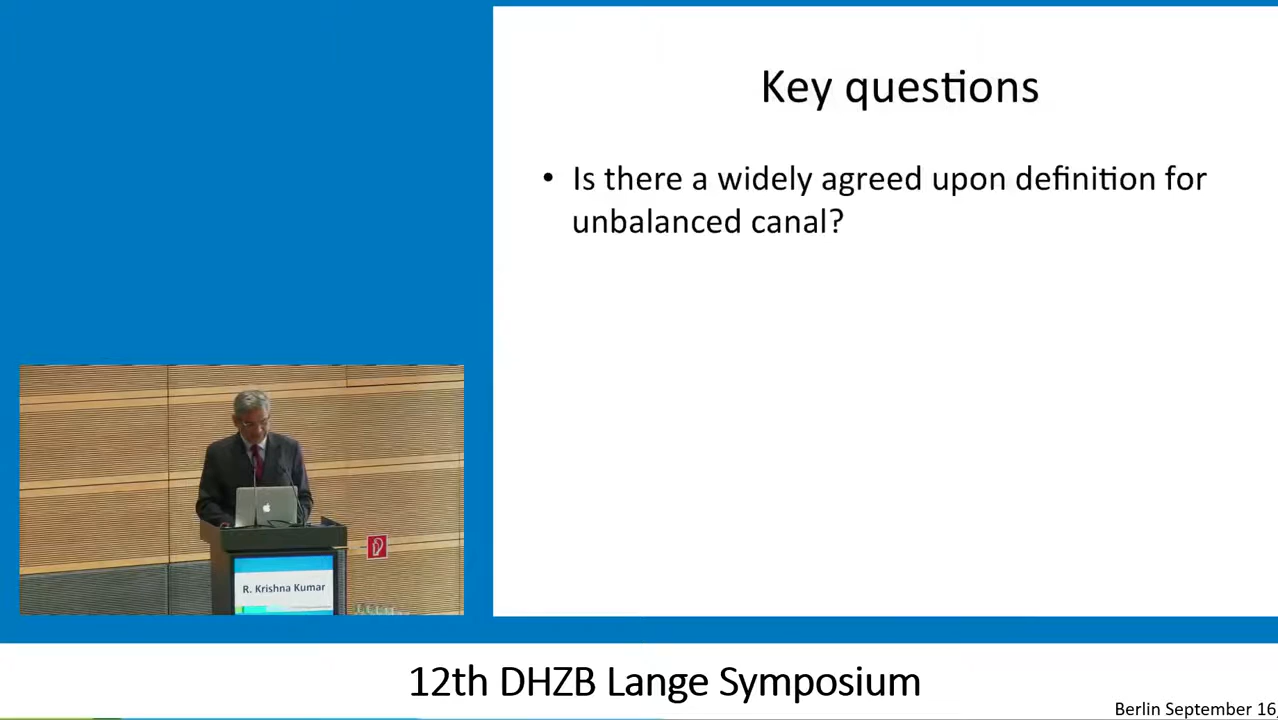 Key questions
• Is there a widely agreed upon definition for
unbalanced canal?
R. Krishna Kumar
12th DHZB Lange Symposium
Berlin September 16,